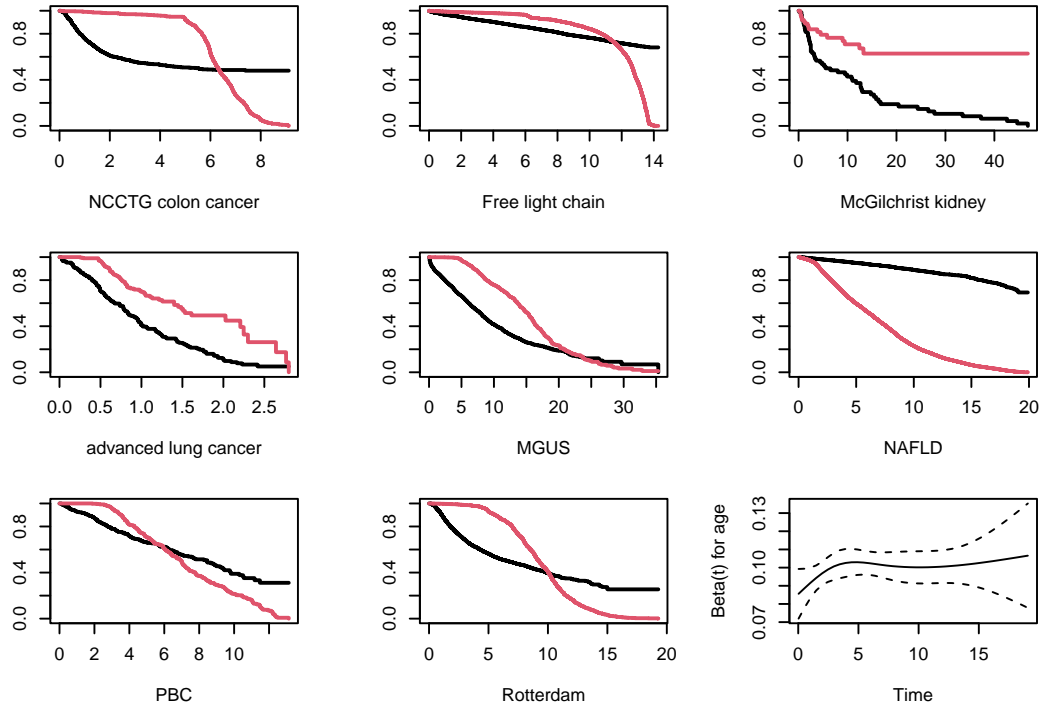 0.0 0.4 0.8
0 2 4 6 8
NCCTG colon cancer
0.0 0.4 0.8
0 2 4 6 8 10 14
Free light chain
0.0 0.4 0.8
0 10 20 30 40
McGilchrist kidney
0.0 0.4 0.8
0.0 0.5 1.0 1.5 2.0 2.5
advanced lung cancer
0.0 0.4 0.8
0 5 10 20 30
MGUS
0.0 0.4 0.8
0 5 10 15 20
NAFLD
0.0 0.4 0.8
0 2 4 6 8 10
PBC
0.0 0.4 0.8
0 5 10 15 20
Rotterdam
Beta(t) for age
0.07 0.10 0.13
0 5 10 15
Time